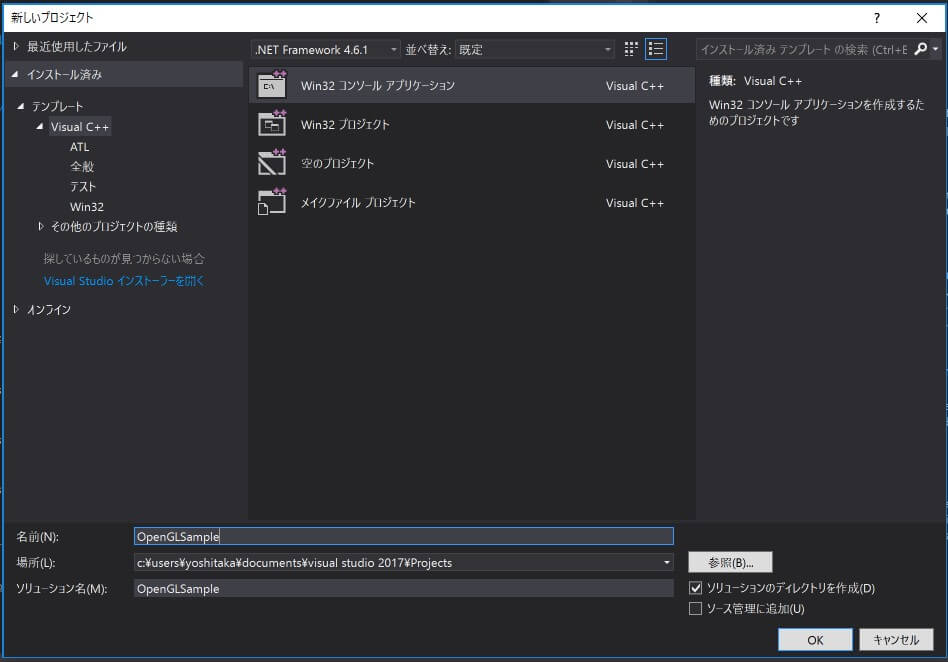 新しいプロジェクト
?
最近使用したファイル
インストール済み
テンプレート
Visual C++
ATL
全般
テスト
Win32
その他のプロジェクトの種類
探しているものが見つからない場合
Visual Studio インストーラーを開く
オンライン
.NET Framework 4.6.1
並べ替え: 既定
Win32 コンソール アプリケーション Visual C++
Win32 プロジェクト Visual C++
空のプロジェクト Visual C++
メイクファイル プロジェクト Visual C++
インストール済み テンプレート の検索 (Ctrl+E
種類: Visual C++
Win32 コンソール アプリケーションを作成するた
めのプロジェクトです
名前(N): OpenGLSample
場所(L): c:¥users¥yoshitaka¥documents¥visual studio 2017¥Projects
参照(B)...
ソリューション名(M): OpenGLSample
ソリューションのディレクトリを作成(D)
ソース管理に追加(U)
OK
キャンセル